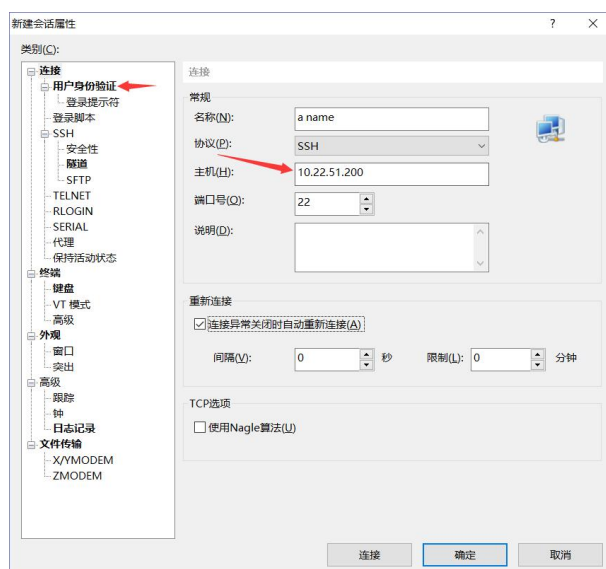 新建会话属性
? ×
类别(C):
连接
用户身份验证
登录提示符
登录脚本
SSH
安全性
隧道
SFTP
TELNET
RLOGIN
SERIAL
代理
保持活动状态
终端
键盘
VT 模式
高级
外观
窗口
突出
高级
跟踪
钟
日志记录
文件传输
X/YMODEM
ZMODEM
连接
常规
名称(N): a name
协议(P): SSH
主机(H): 10.22.51.200
端口号(O): 22
说明(D):
重新连接
连接异常关闭时自动重新连接(A)
间隔(V): 0 秒 限制(L): 0 分钟
TCP选项
使用Nagle算法(U)
连接 确定 取消